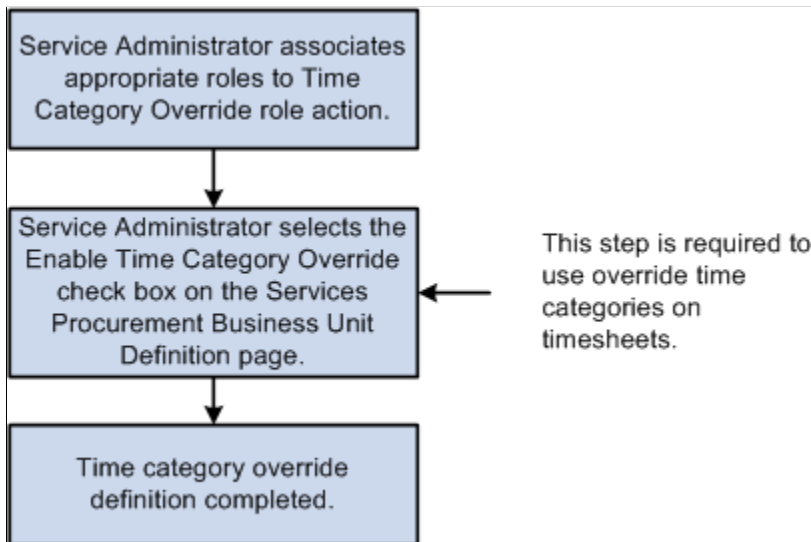 Service Administrator associates
appropriate roles to Time
Category Override role action.
Service Administrator selects the
Enable Time Category Override
check box on the Services
Procurement Business Unit
Definition page.
This step is required to
use override time
categories on
timesheets.
Time category override
definition completed.